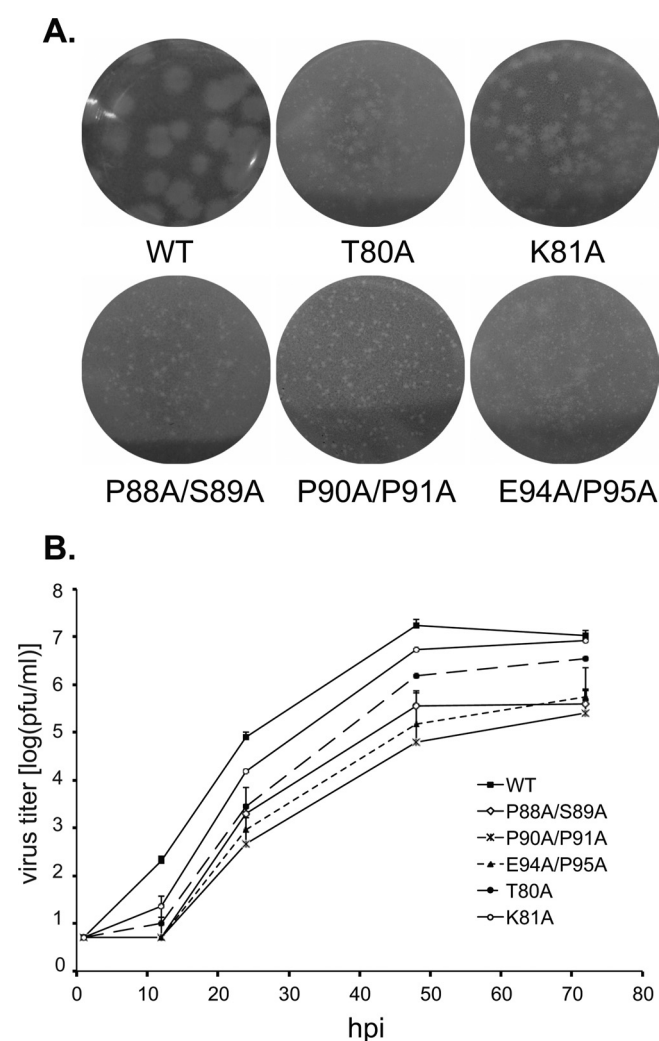 A.
WT T80A K81A
P88A/S89A P90A/P91A E94A/P95A
B.
8
7
6
5
4
3
2
1
0
virus titer [log(pfu/ml)]
WT
P88A/S89A
P90A/P91A
E94A/P95A
T80A
K81A
0 10 20 30 40 50 60 70 80
hpi